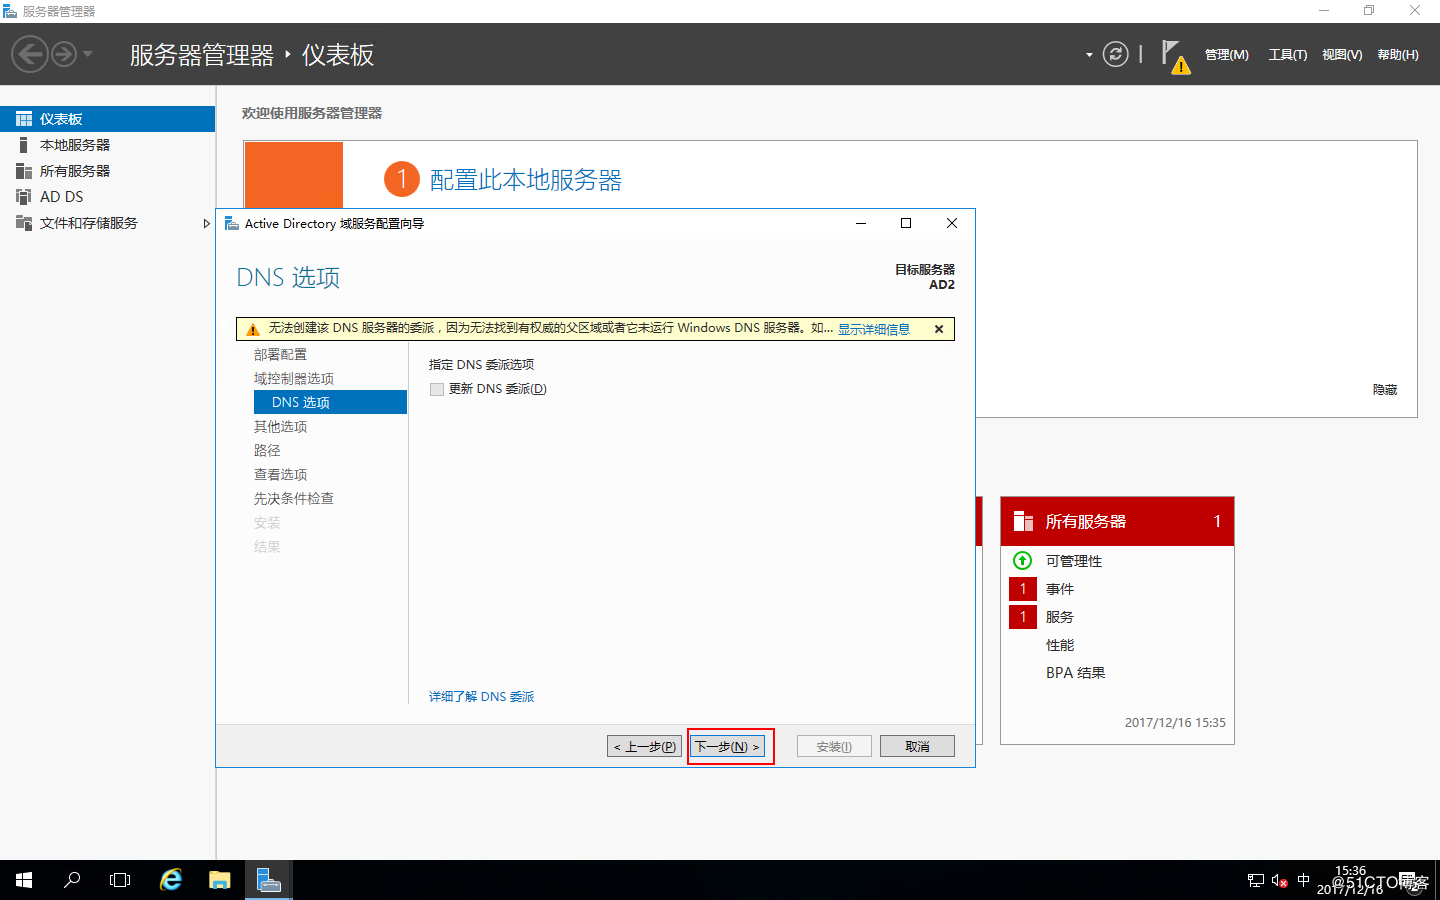 服务器管理器
服务器管理器 · 仪表板
管理(M) 工具(T) 视图(V) 帮助(H)
仪表板
本地服务器
所有服务器
AD DS
文件和存储服务
欢迎使用服务器管理器
1 配置此本地服务器
隐藏
Active Directory 域服务配置向导
DNS 选项
目标服务器
AD2
无法创建该 DNS 服务器的委派，因为无法找到有权威的父区域或者它未运行 Windows DNS 服务器。如... 显示详细信息
部署配置
域控制器选项
DNS 选项
其他选项
路径
查看选项
先决条件检查
安装
结果
指定 DNS 委派选项
更新 DNS 委派(D)
详细了解 DNS 委派
< 上一步(P) 下一步(N) > 安装(I) 取消
所有服务器 1
可管理性
1 事件
1 服务
性能
BPA 结果
2017/12/16 15:35
中
15:36
2017/12/16
2
@51CTO博客